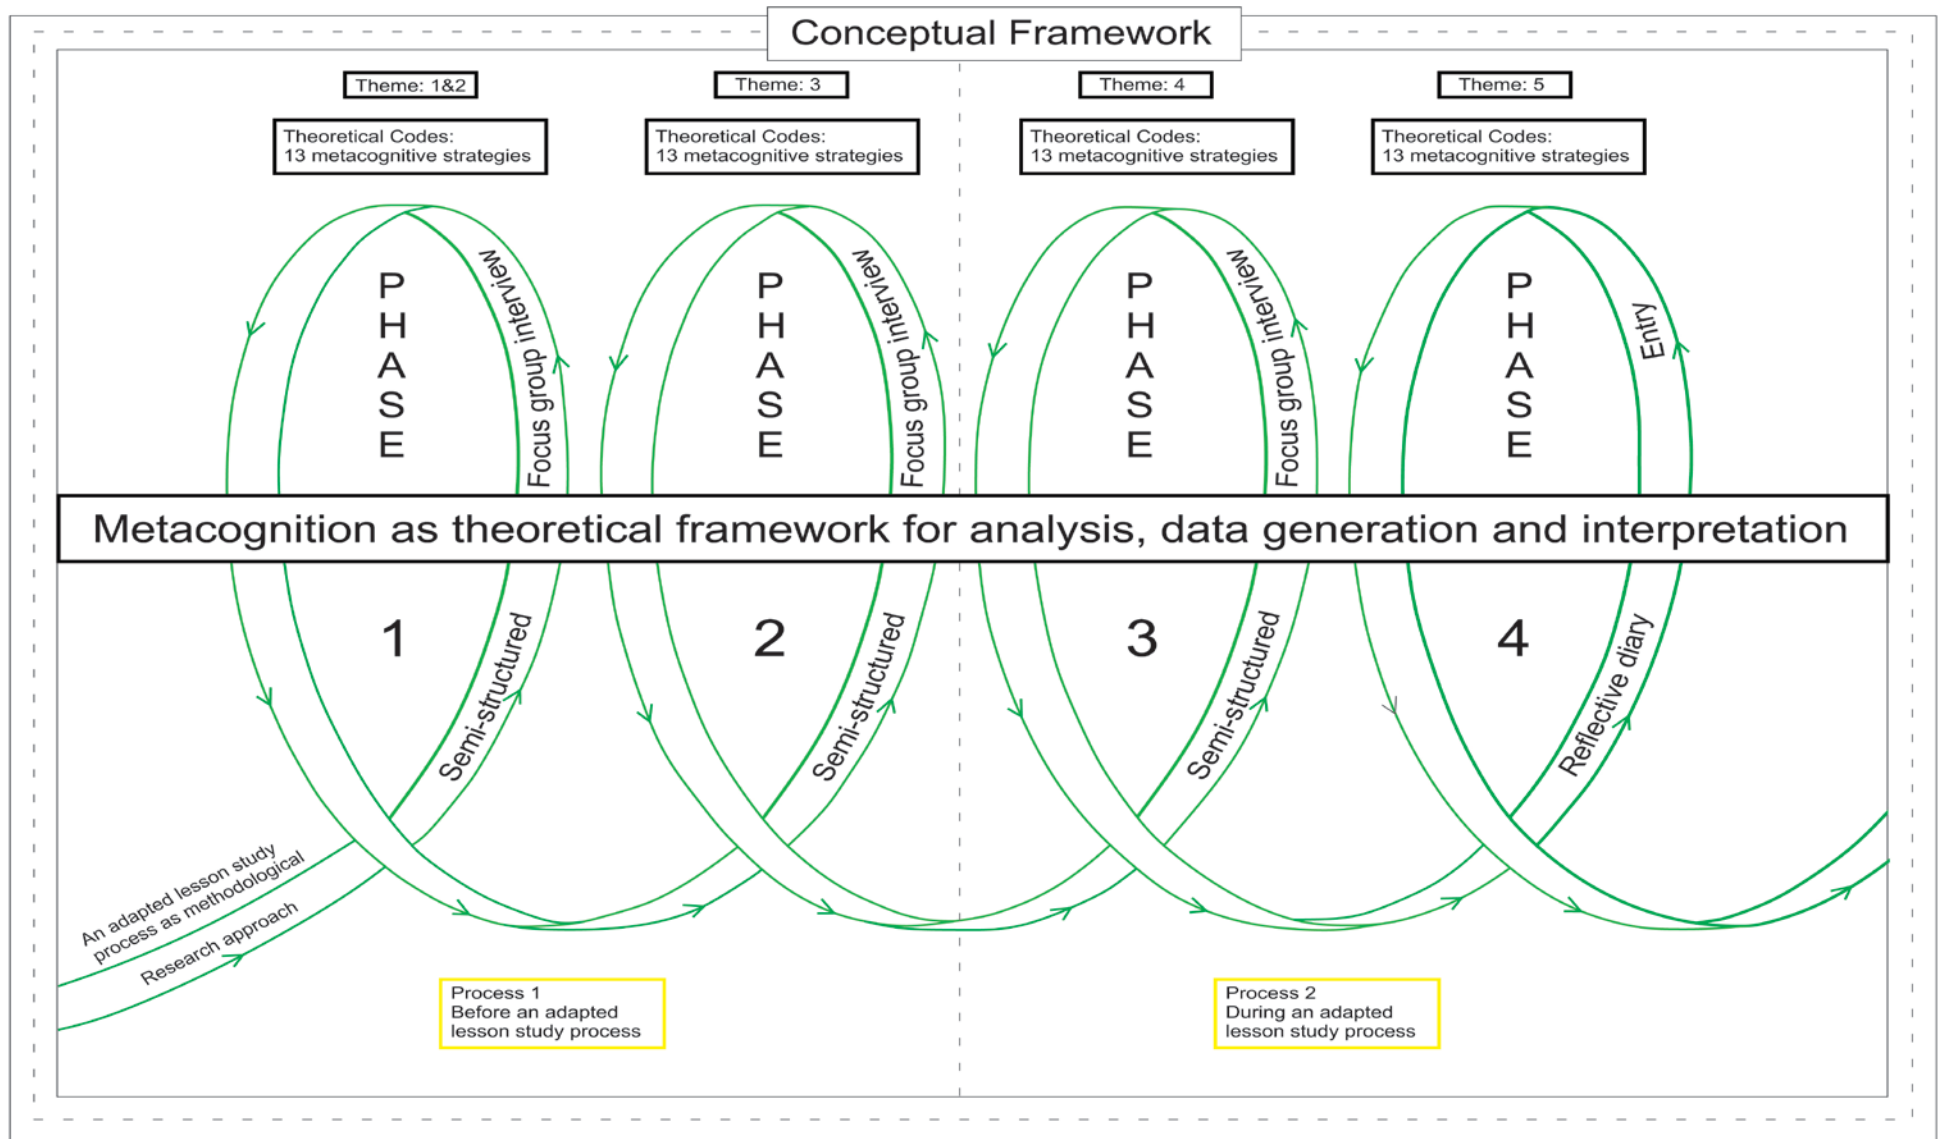 Conceptual Framework
Theme: 1&2
Theme: 3
Theme: 4
Theme: 5
Theoretical Codes:
13 metacognitive strategies
Theoretical Codes:
13 metacognitive strategies
Theoretical Codes:
13 metacognitive strategies
Theoretical Codes:
13 metacognitive strategies
PHASE
Focus group interview
PHASE
Focus group interview
PHASE
Focus group interview
PHASE
Entry
Metacognition as theoretical framework for analysis, data generation and interpretation
1
Semi-structured
2
Semi-structured
3
Semi-structured
4
Reflective diary
An adapted lesson study
process as methodological
Research approach
Process 1
Before an adapted
lesson study process
Process 2
During an adapted
lesson study process